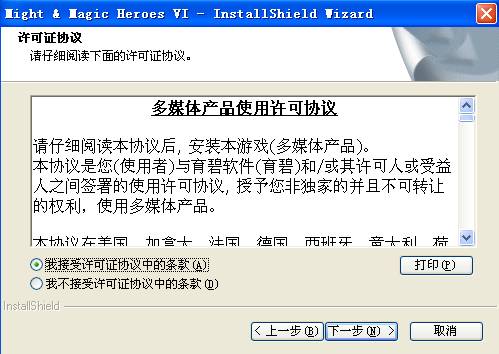 Might & Magic Heroes VI - InstallShield Wizard
许可证协议
请仔细阅读下面的许可证协议。
多媒体产品使用许可协议
请仔细阅读本协议后, 安装本游戏(多媒体产品)。
本协议是您(使用者)与育碧软件(育碧)和/或其许可人或受益
人之间签署的使用许可协议, 授予您非独家的并且不可转让
的权利, 使用多媒体产品。
本协议在美国、加拿大、法国、德国、西班牙、意大利、荷
我接受许可证协议中的条款(A)
打印(P)
我不接受许可证协议中的条款(D)
InstallShield
< 上一步(B)
下一步(N) >
取消